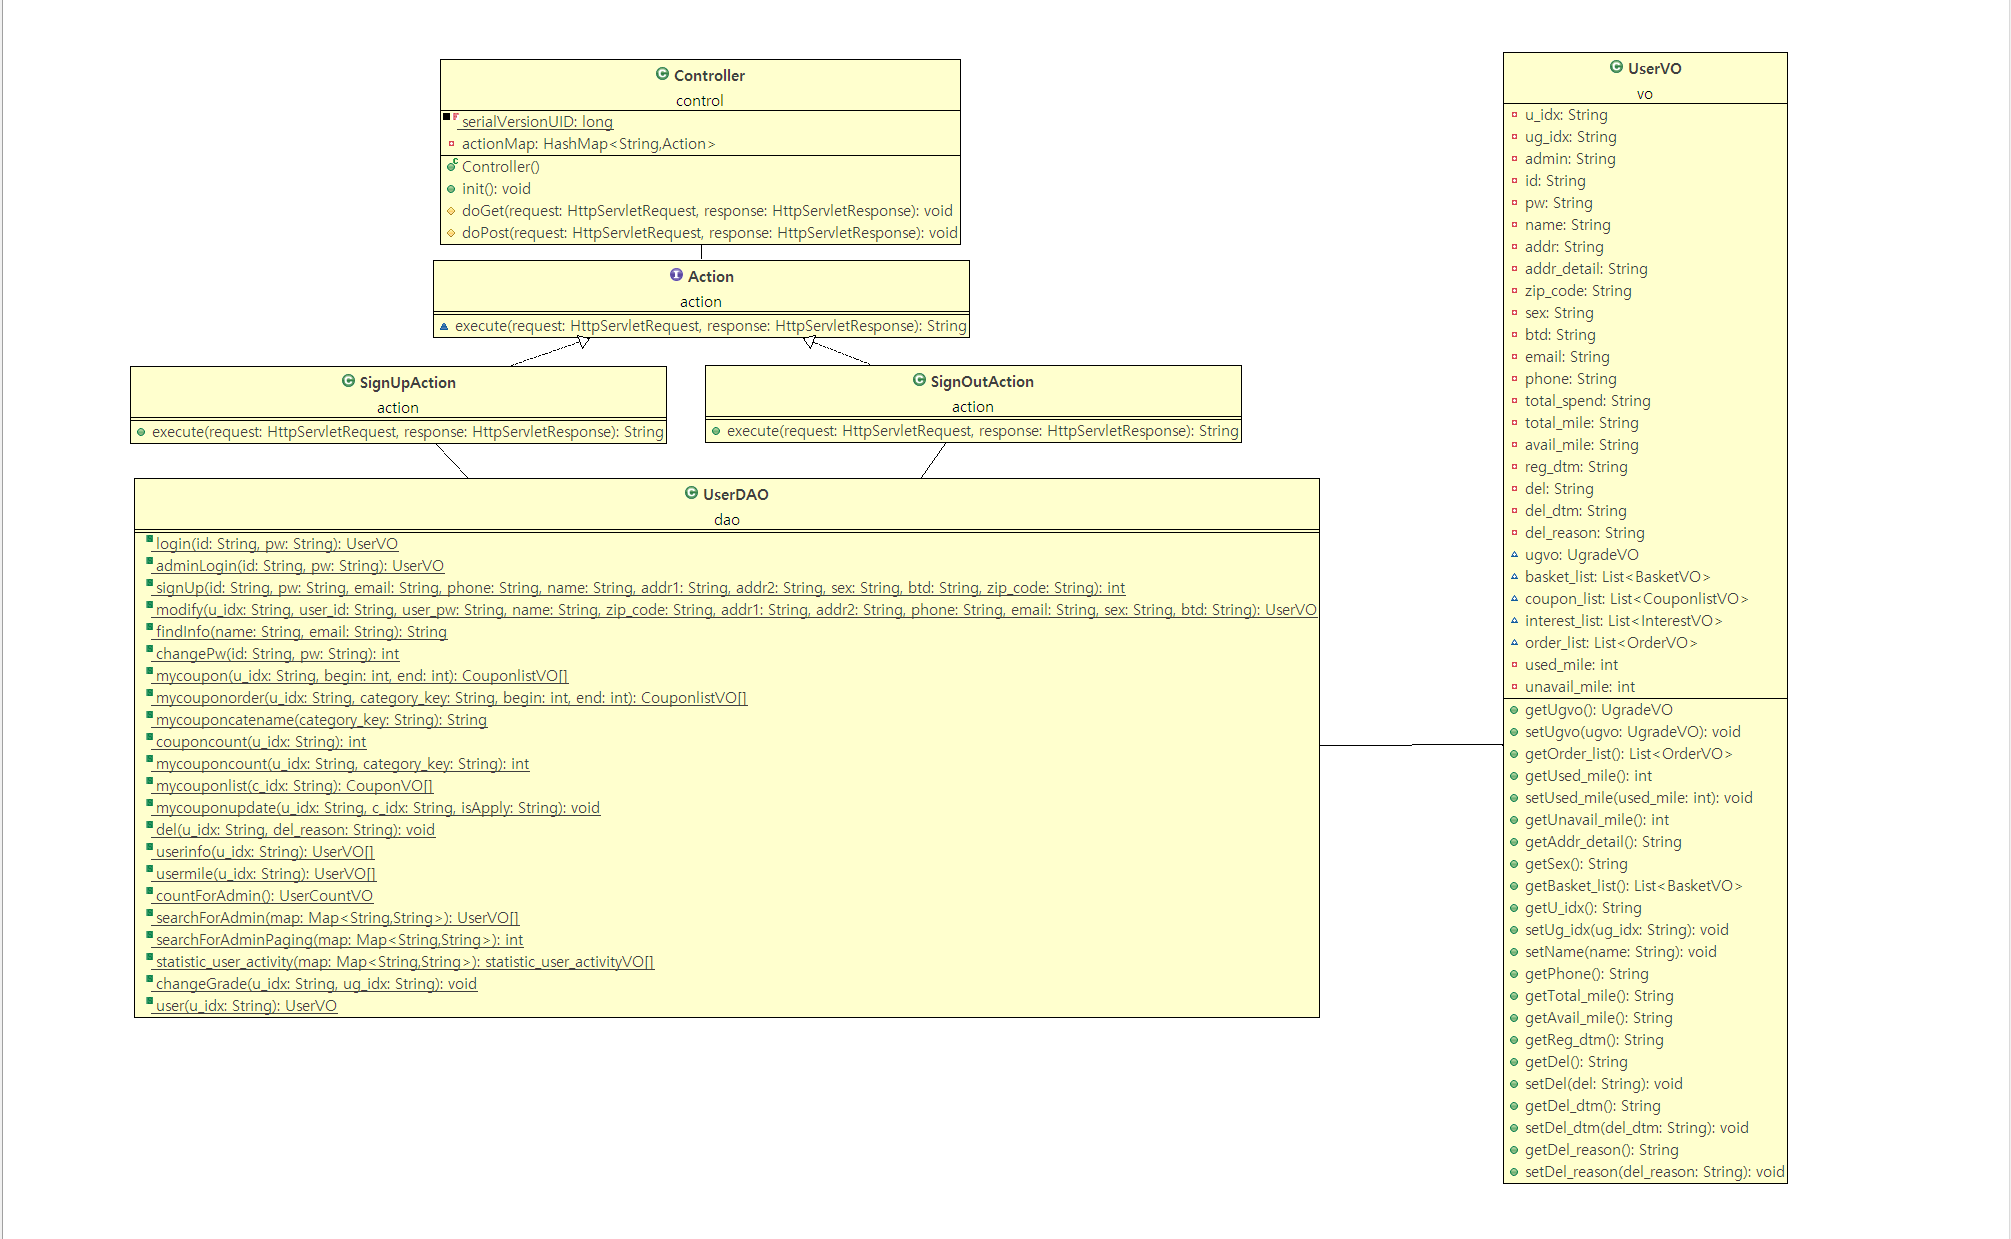 Controller
control
serialVersionUID: long
actionMap: HashMap<String,Action>
Controller()
init(): void
doGet(request: HttpServletRequest, response: HttpServletResponse): void
doPost(request: HttpServletRequest, response: HttpServletResponse): void
Action
action
execute(request: HttpServletRequest, response: HttpServletResponse): String
SignUpAction
action
execute(request: HttpServletRequest, response: HttpServletResponse): String
SignOutAction
action
execute(request: HttpServletRequest, response: HttpServletResponse): String
UserDAO
dao
login(id: String, pw: String): UserVO
adminLogin(id: String, pw: String): UserVO
signUp(id: String, pw: String, email: String, phone: String, name: String, addr1: String, addr2: String, sex: String, btd: String, zip_code: String): int
modify(u_idx: String, user_id: String, user_pw: String, name: String, zip_code: String, addr1: String, addr2: String, phone: String, email: String, sex: String, btd: String): UserVO
findInfo(name: String, email: String): String
changePw(id: String, pw: String): int
mycoupon(u_idx: String, begin: int, end: int): CouponlistVO[]
mycouponorder(u_idx: String, category_key: String, begin: int, end: int): CouponlistVO[]
mycouponcatename(category_key: String): String
couponcount(u_idx: String): int
mycouponcount(u_idx: String, category_key: String): int
mycouponlist(c_idx: String): CouponVO[]
mycouponupdate(u_idx: String, c_idx: String, isApply: String): void
del(u_idx: String, del_reason: String): void
userinfo(u_idx: String): UserVO[]
usermile(u_idx: String): UserVO[]
countForAdmin(): UserCountVO
searchForAdmin(map: Map<String,String>): UserVO[]
searchForAdminPaging(map: Map<String,String>): int
statistic_user_activity(map: Map<String,String>): statistic_user_activityVO[]
changeGrade(u_idx: String, ug_idx: String): void
user(u_idx: String): UserVO
UserVO
vo
u_idx: String
ug_idx: String
admin: String
id: String
pw: String
name: String
addr: String
addr_detail: String
zip_code: String
sex: String
btd: String
email: String
phone: String
total_spend: String
total_mile: String
avail_mile: String
reg_dtm: String
del: String
del_dtm: String
del_reason: String
ugvo: UgradeVO
basket_list: List<BasketVO>
coupon_list: List<CouponlistVO>
interest_list: List<InterestVO>
order_list: List<OrderVO>
used_mile: int
unavail_mile: int
getUgvo(): UgradeVO
setUgvo(ugvo: UgradeVO): void
getOrder_list(): List<OrderVO>
getUsed_mile(): int
setUsed_mile(used_mile: int): void
getUnavail_mile(): int
getAddr_detail(): String
getSex(): String
getBasket_list(): List<BasketVO>
getU_idx(): String
setUg_idx(ug_idx: String): void
setName(name: String): void
getPhone(): String
getTotal_mile(): String
getAvail_mile(): String
getReg_dtm(): String
getDel(): String
setDel(del: String): void
getDel_dtm(): String
setDel_dtm(del_dtm: String): void
getDel_reason(): String
setDel_reason(del_reason: String): void